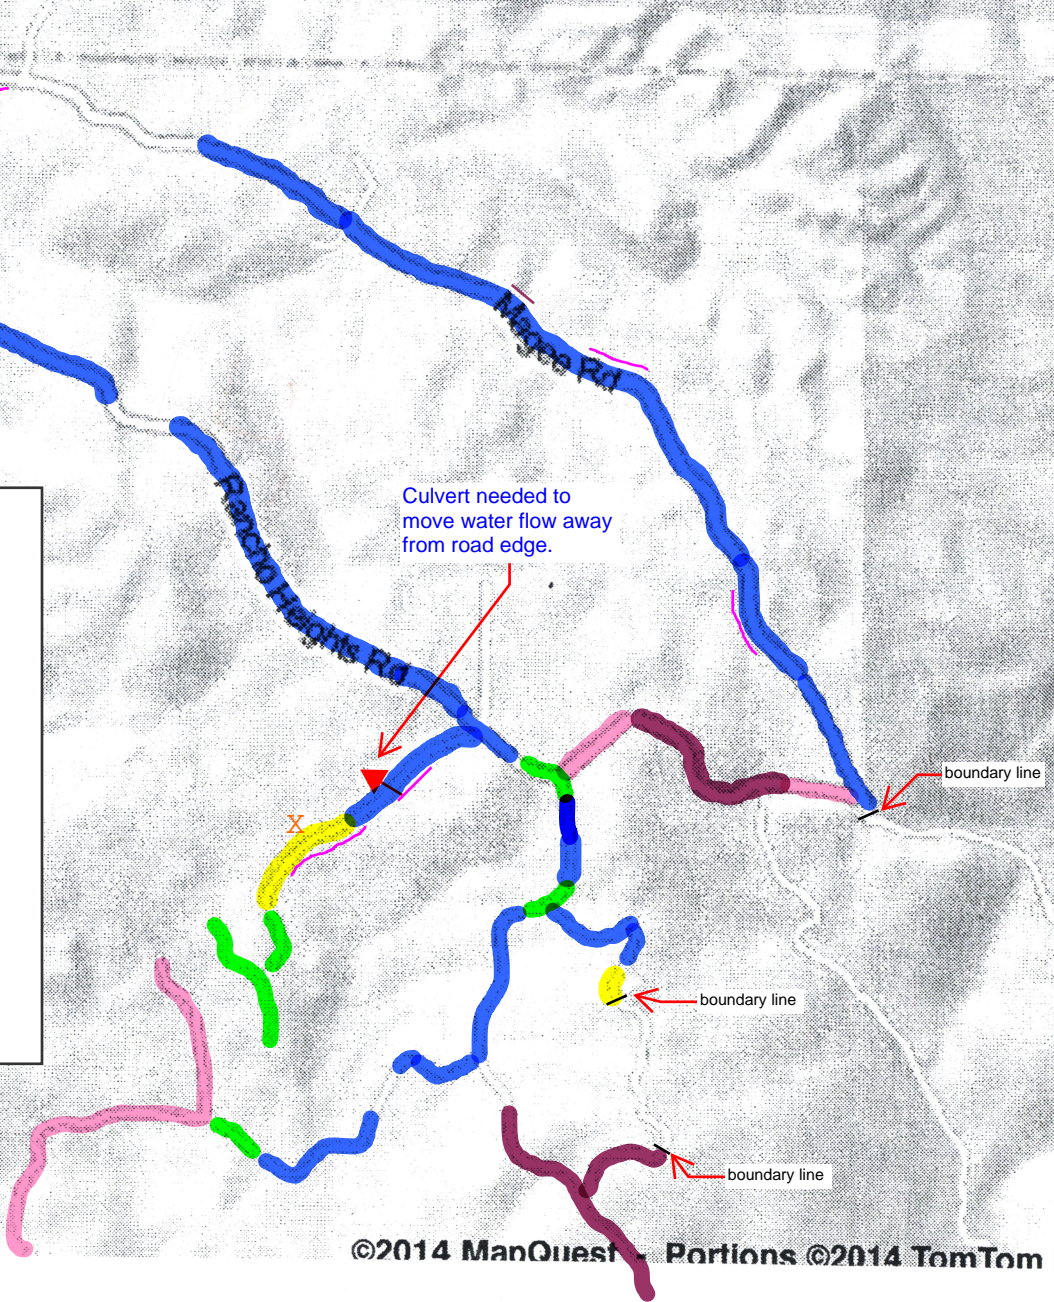 Magee Rd
Rancho Heights Rd
Culvert needed to
move water flow away
from road edge.
boundary line
X
boundary line
boundary line
©2014 MapQuest - Portions ©2014 TomTom